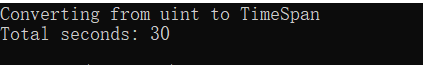 Converting from uint to TimeSpan
Total seconds: 30